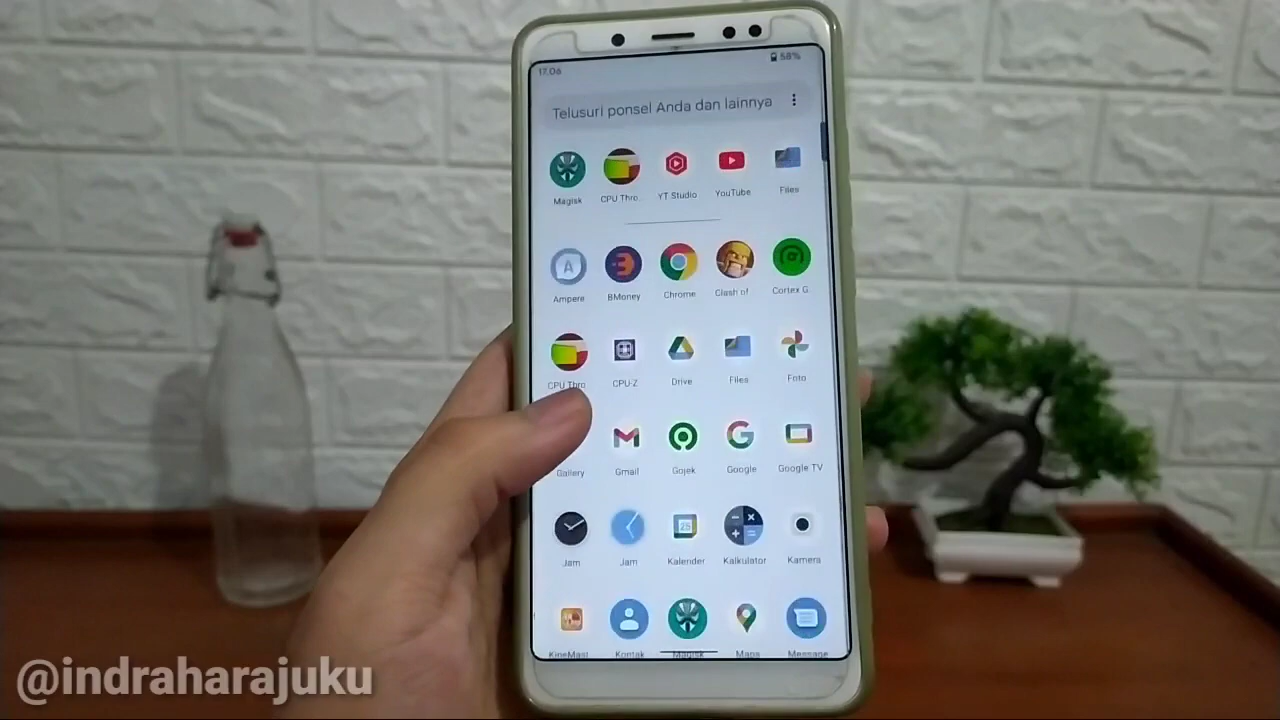 17.06 58%
Telusuri ponsel Anda dan lainnya
Magisk CPU Thro.. YT Studio YouTube Files
Ampere BMoney Chrome Clash of Cortex G
CPU Thro CPU-Z Drive Files Foto
Gallery Gmail Gojek Google Google TV
25
Jam Jam Kalender Kalkulator Kamera
KineMast Kontak Magisk Maps Message
@indraharajuku